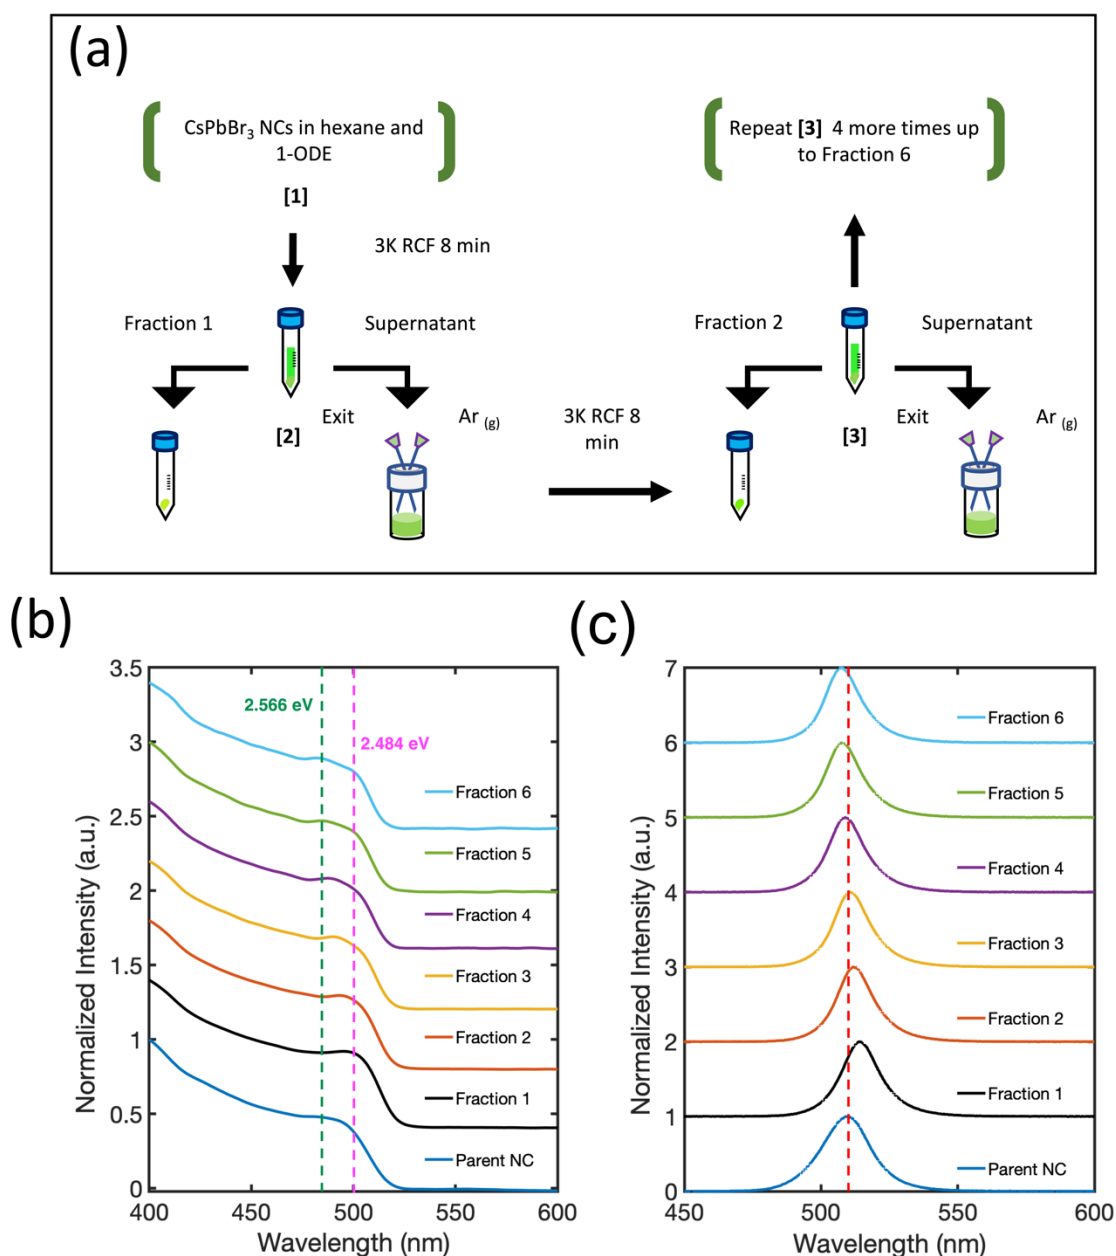 (a)
CsPbBr₃ NCs in hexane and
1-ODE
[1]
3K RCF 8 min
Fraction 1
Supernatant
Exit
Ar (g)
[2]
3K RCF 8
min
Repeat [3] 4 more times up
to Fraction 6
Fraction 2
Supernatant
Exit
Ar (g)
[3]
(b)
3.5
3
2.5
2
1.5
1
0.5
0
400
450
500
550
600
Normalized Intensity (a.u.)
Wavelength (nm)
2.566 eV
2.484 eV
Fraction 6
Fraction 5
Fraction 4
Fraction 3
Fraction 2
Fraction 1
Parent NC
(c)
7
6
5
4
3
2
1
0
450
500
550
600
Normalized Intensity (a.u.)
Wavelength (nm)
Fraction 6
Fraction 5
Fraction 4
Fraction 3
Fraction 2
Fraction 1
Parent NC